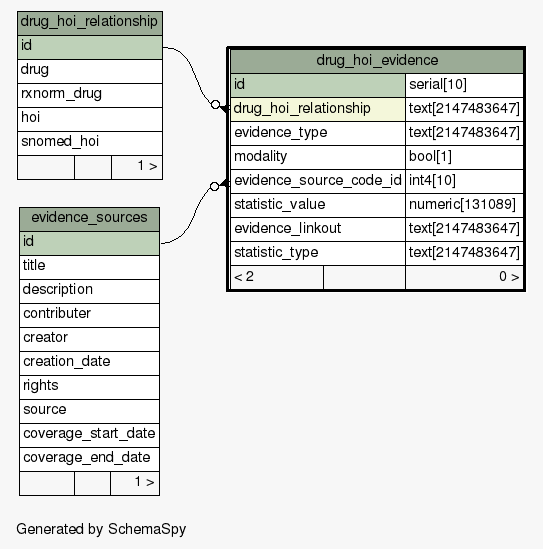 drug_hoi_relationship
id
drug
rxnorm_drug
hoi
snomed_hoi
1 >
drug_hoi_evidence
id serial[10]
drug_hoi_relationship text[2147483647]
evidence_type text[2147483647]
modality bool[1]
evidence_source_code_id int4[10]
statistic_value numeric[131089]
evidence_linkout text[2147483647]
statistic_type text[2147483647]
< 2 0 >
evidence_sources
id
title
description
contributer
creator
creation_date
rights
source
coverage_start_date
coverage_end_date
1 >
Generated by SchemaSpy